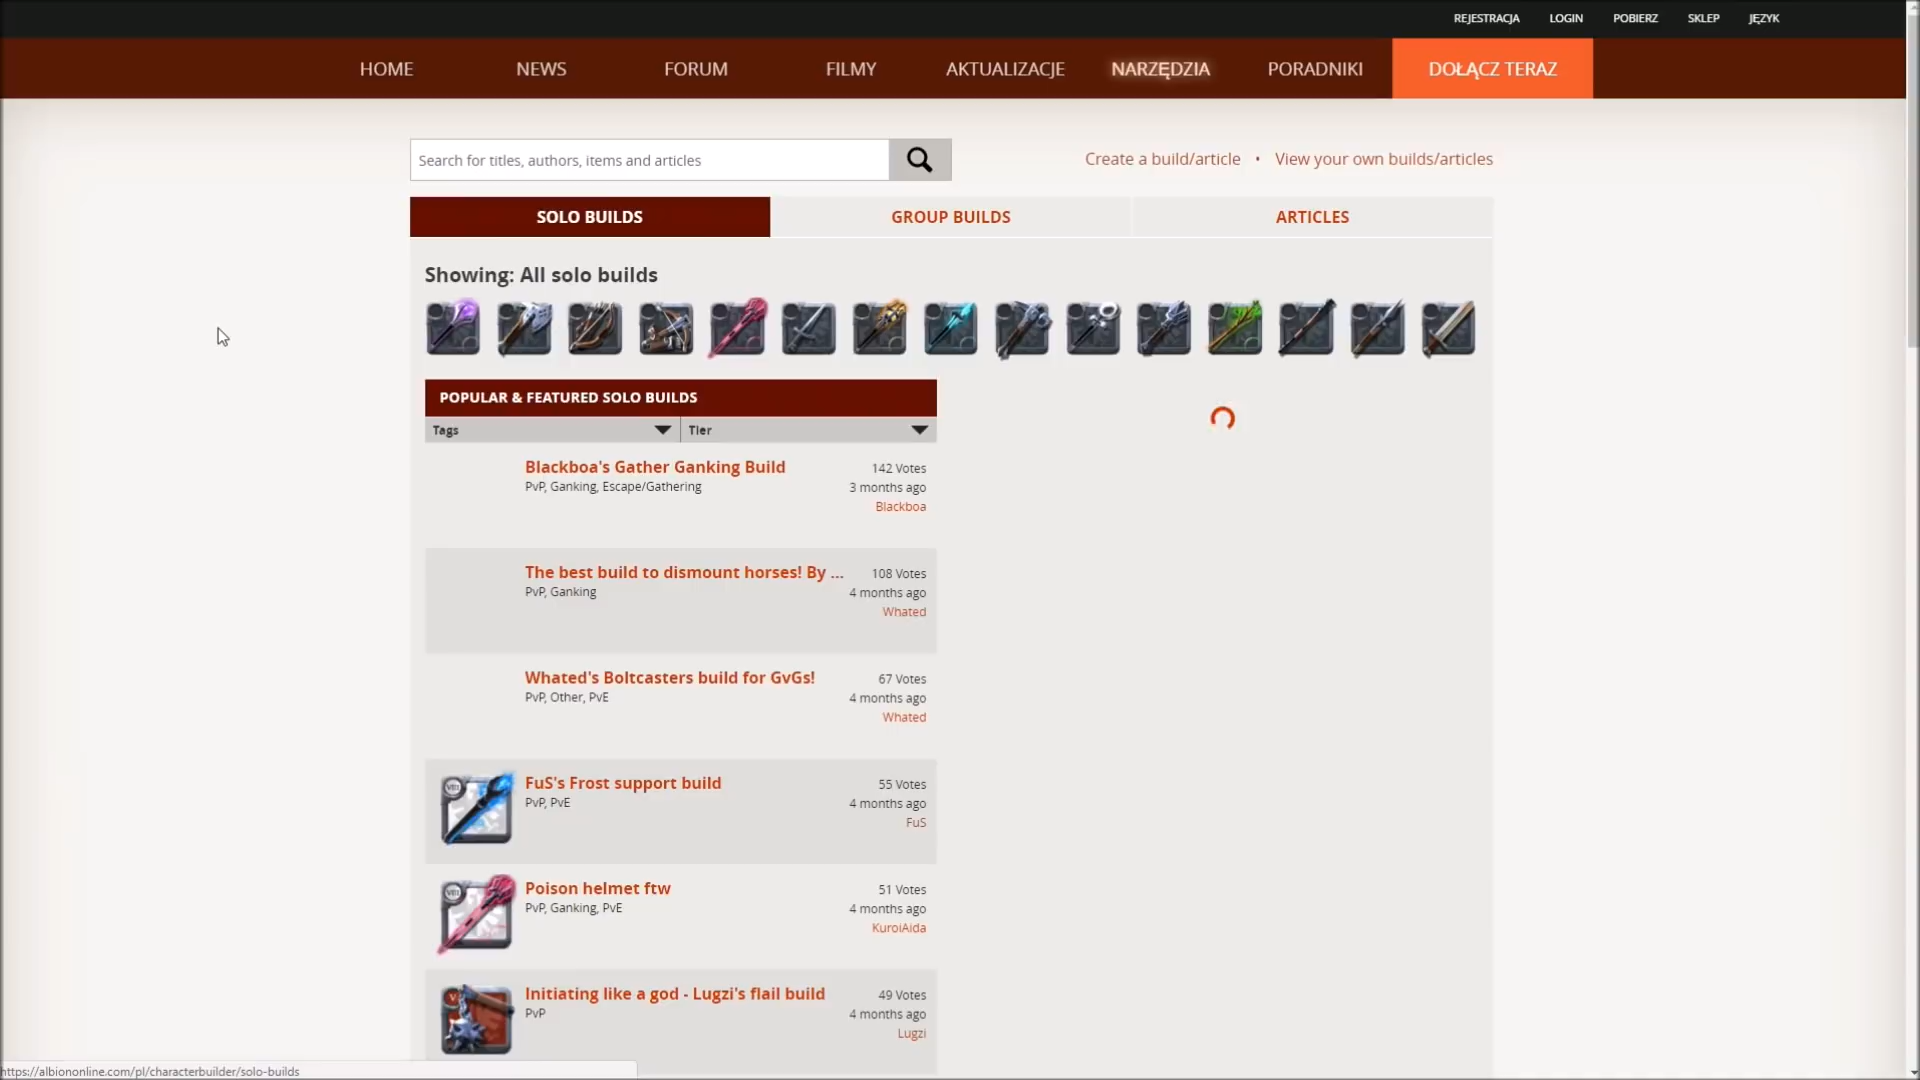 REJESTRACJA LOGIN POBIERZ SKLEP JĘZYK
HOME NEWS FORUM FILMY AKTUALIZACJE NARZĘDZIA PORADNIKI DOŁĄCZ TERAZ
Search for titles, authors, items and articles
Create a build/article • View your own builds/articles
SOLO BUILDS GROUP BUILDS ARTICLES
Showing: All solo builds
POPULAR & FEATURED SOLO BUILDS
Tags Tier
Blackboa's Gather Ganking Build 142 Votes
PvP, Ganking, Escape/Gathering 3 months ago
Blackboa
The best build to dismount horses! By ... 108 Votes
PvP, Ganking 4 months ago
Whated
Whated's Boltcasters build for GvGs! 67 Votes
PvP, Other, PvE 4 months ago
Whated
FuS's Frost support build 55 Votes
PvP, PvE 4 months ago
FuS
Poison helmet ftw 51 Votes
PvP, Ganking, PvE 4 months ago
KuroiAida
Initiating like a god - Lugzi's flail build 49 Votes
PvP 4 months ago
Lugzi
https://albiononline.com/pl/characterbuilder/solo-builds